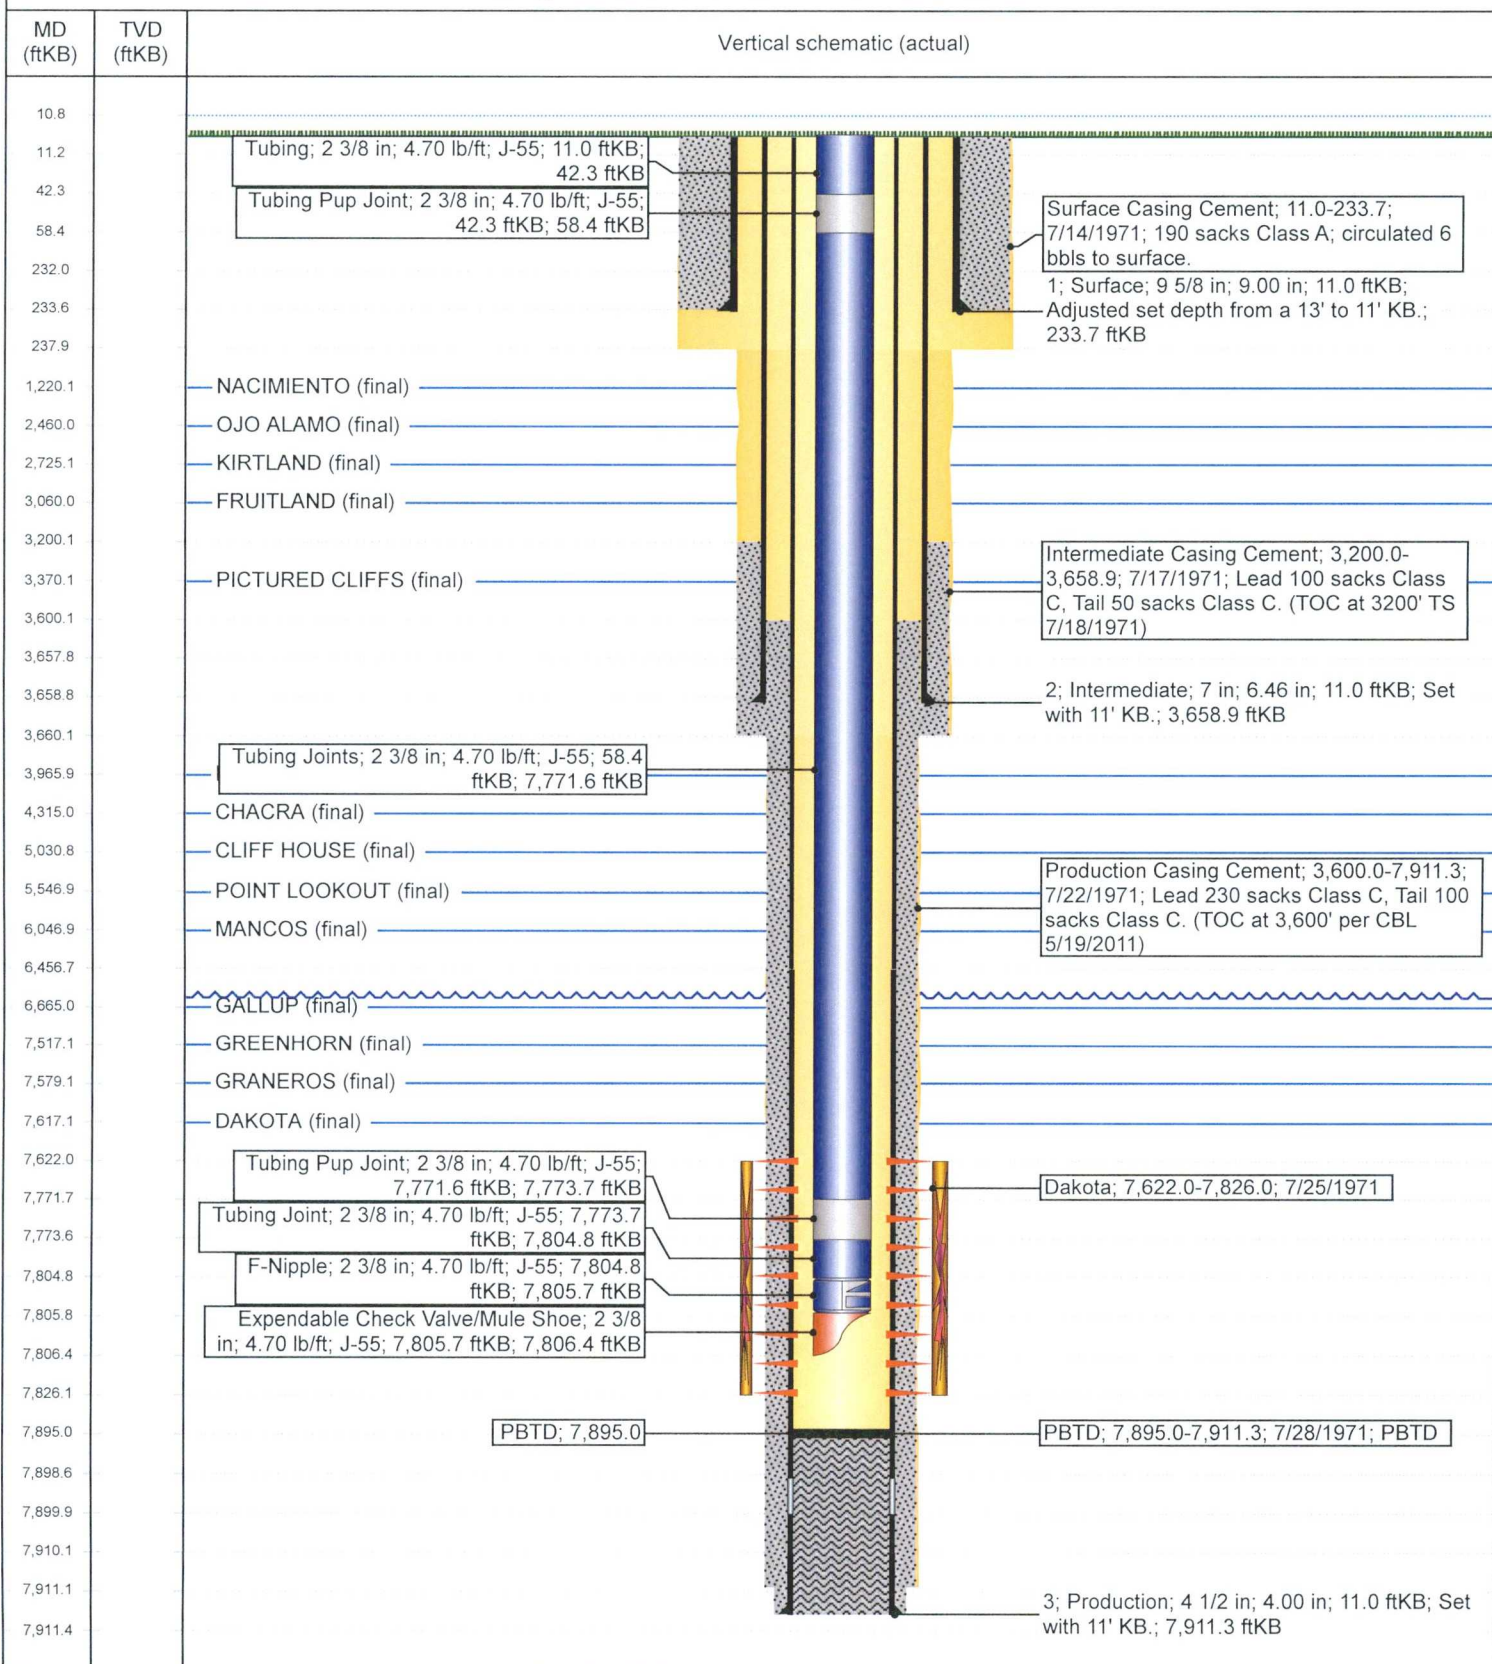 MD
(ftKB)
TVD
(ftKB)
Vertical schematic (actual)
10.8
11.2
42.3
58.4
232.0
233.6
237.9
1,220.1
2,460.0
2,725.1
3,060.0
3,200.1
3,370.1
3,600.1
3,657.8
3,658.8
3,660.1
3,965.9
4,315.0
5,030.8
5,546.9
6,046.9
6,456.7
6,665.0
7,517.1
7,579.1
7,617.1
7,622.0
7,771.7
7,773.6
7,804.8
7,805.8
7,806.4
7,826.1
7,895.0
7,898.6
7,899.9
7,910.1
7,911.1
7,911.4
Tubing; 2 3/8 in; 4.70 lb/ft; J-55; 11.0 ftKB;
42.3 ftKB
Tubing Pup Joint; 2 3/8 in; 4.70 lb/ft; J-55;
42.3 ftKB; 58.4 ftKB
NACIMIENTO (final)
OJO ALAMO (final)
KIRTLAND (final)
FRUITLAND (final)
PICTURED CLIFFS (final)
Tubing Joints; 2 3/8 in; 4.70 lb/ft; J-55; 58.4
ftKB; 7,771.6 ftKB
CHACRA (final)
CLIFF HOUSE (final)
POINT LOOKOUT (final)
MANCOS (final)
GALLUP (final)
GREENHORN (final)
GRANEROS (final)
DAKOTA (final)
Tubing Pup Joint; 2 3/8 in; 4.70 lb/ft; J-55;
7,771.6 ftKB; 7,773.7 ftKB
Tubing Joint; 2 3/8 in; 4.70 lb/ft; J-55; 7,773.7
ftKB; 7,804.8 ftKB
F-Nipple; 2 3/8 in; 4.70 lb/ft; J-55; 7,804.8
ftKB; 7,805.7 ftKB
Expendable Check Valve/Mule Shoe; 2 3/8
in; 4.70 lb/ft; J-55; 7,805.7 ftKB; 7,806.4 ftKB
PBTD; 7,895.0
Surface Casing Cement; 11.0-233.7;
7/14/1971; 190 sacks Class A; circulated 6
bbls to surface.
1; Surface; 9 5/8 in; 9.00 in; 11.0 ftKB;
Adjusted set depth from a 13' to 11' KB.;
233.7 ftKB
Intermediate Casing Cement; 3,200.0-
3,658.9; 7/17/1971; Lead 100 sacks Class
C, Tail 50 sacks Class C. (TOC at 3200' TS
7/18/1971)
2; Intermediate; 7 in; 6.46 in; 11.0 ftKB; Set
with 11' KB.; 3,658.9 ftKB
Production Casing Cement; 3,600.0-7,911.3;
7/22/1971; Lead 230 sacks Class C, Tail 100
sacks Class C. (TOC at 3,600' per CBL
5/19/2011)
Dakota; 7,622.0-7,826.0; 7/25/1971
PBTD; 7,895.0-7,911.3; 7/28/1971; PBTD
3; Production; 4 1/2 in; 4.00 in; 11.0 ftKB; Set
with 11' KB.; 7,911.3 ftKB